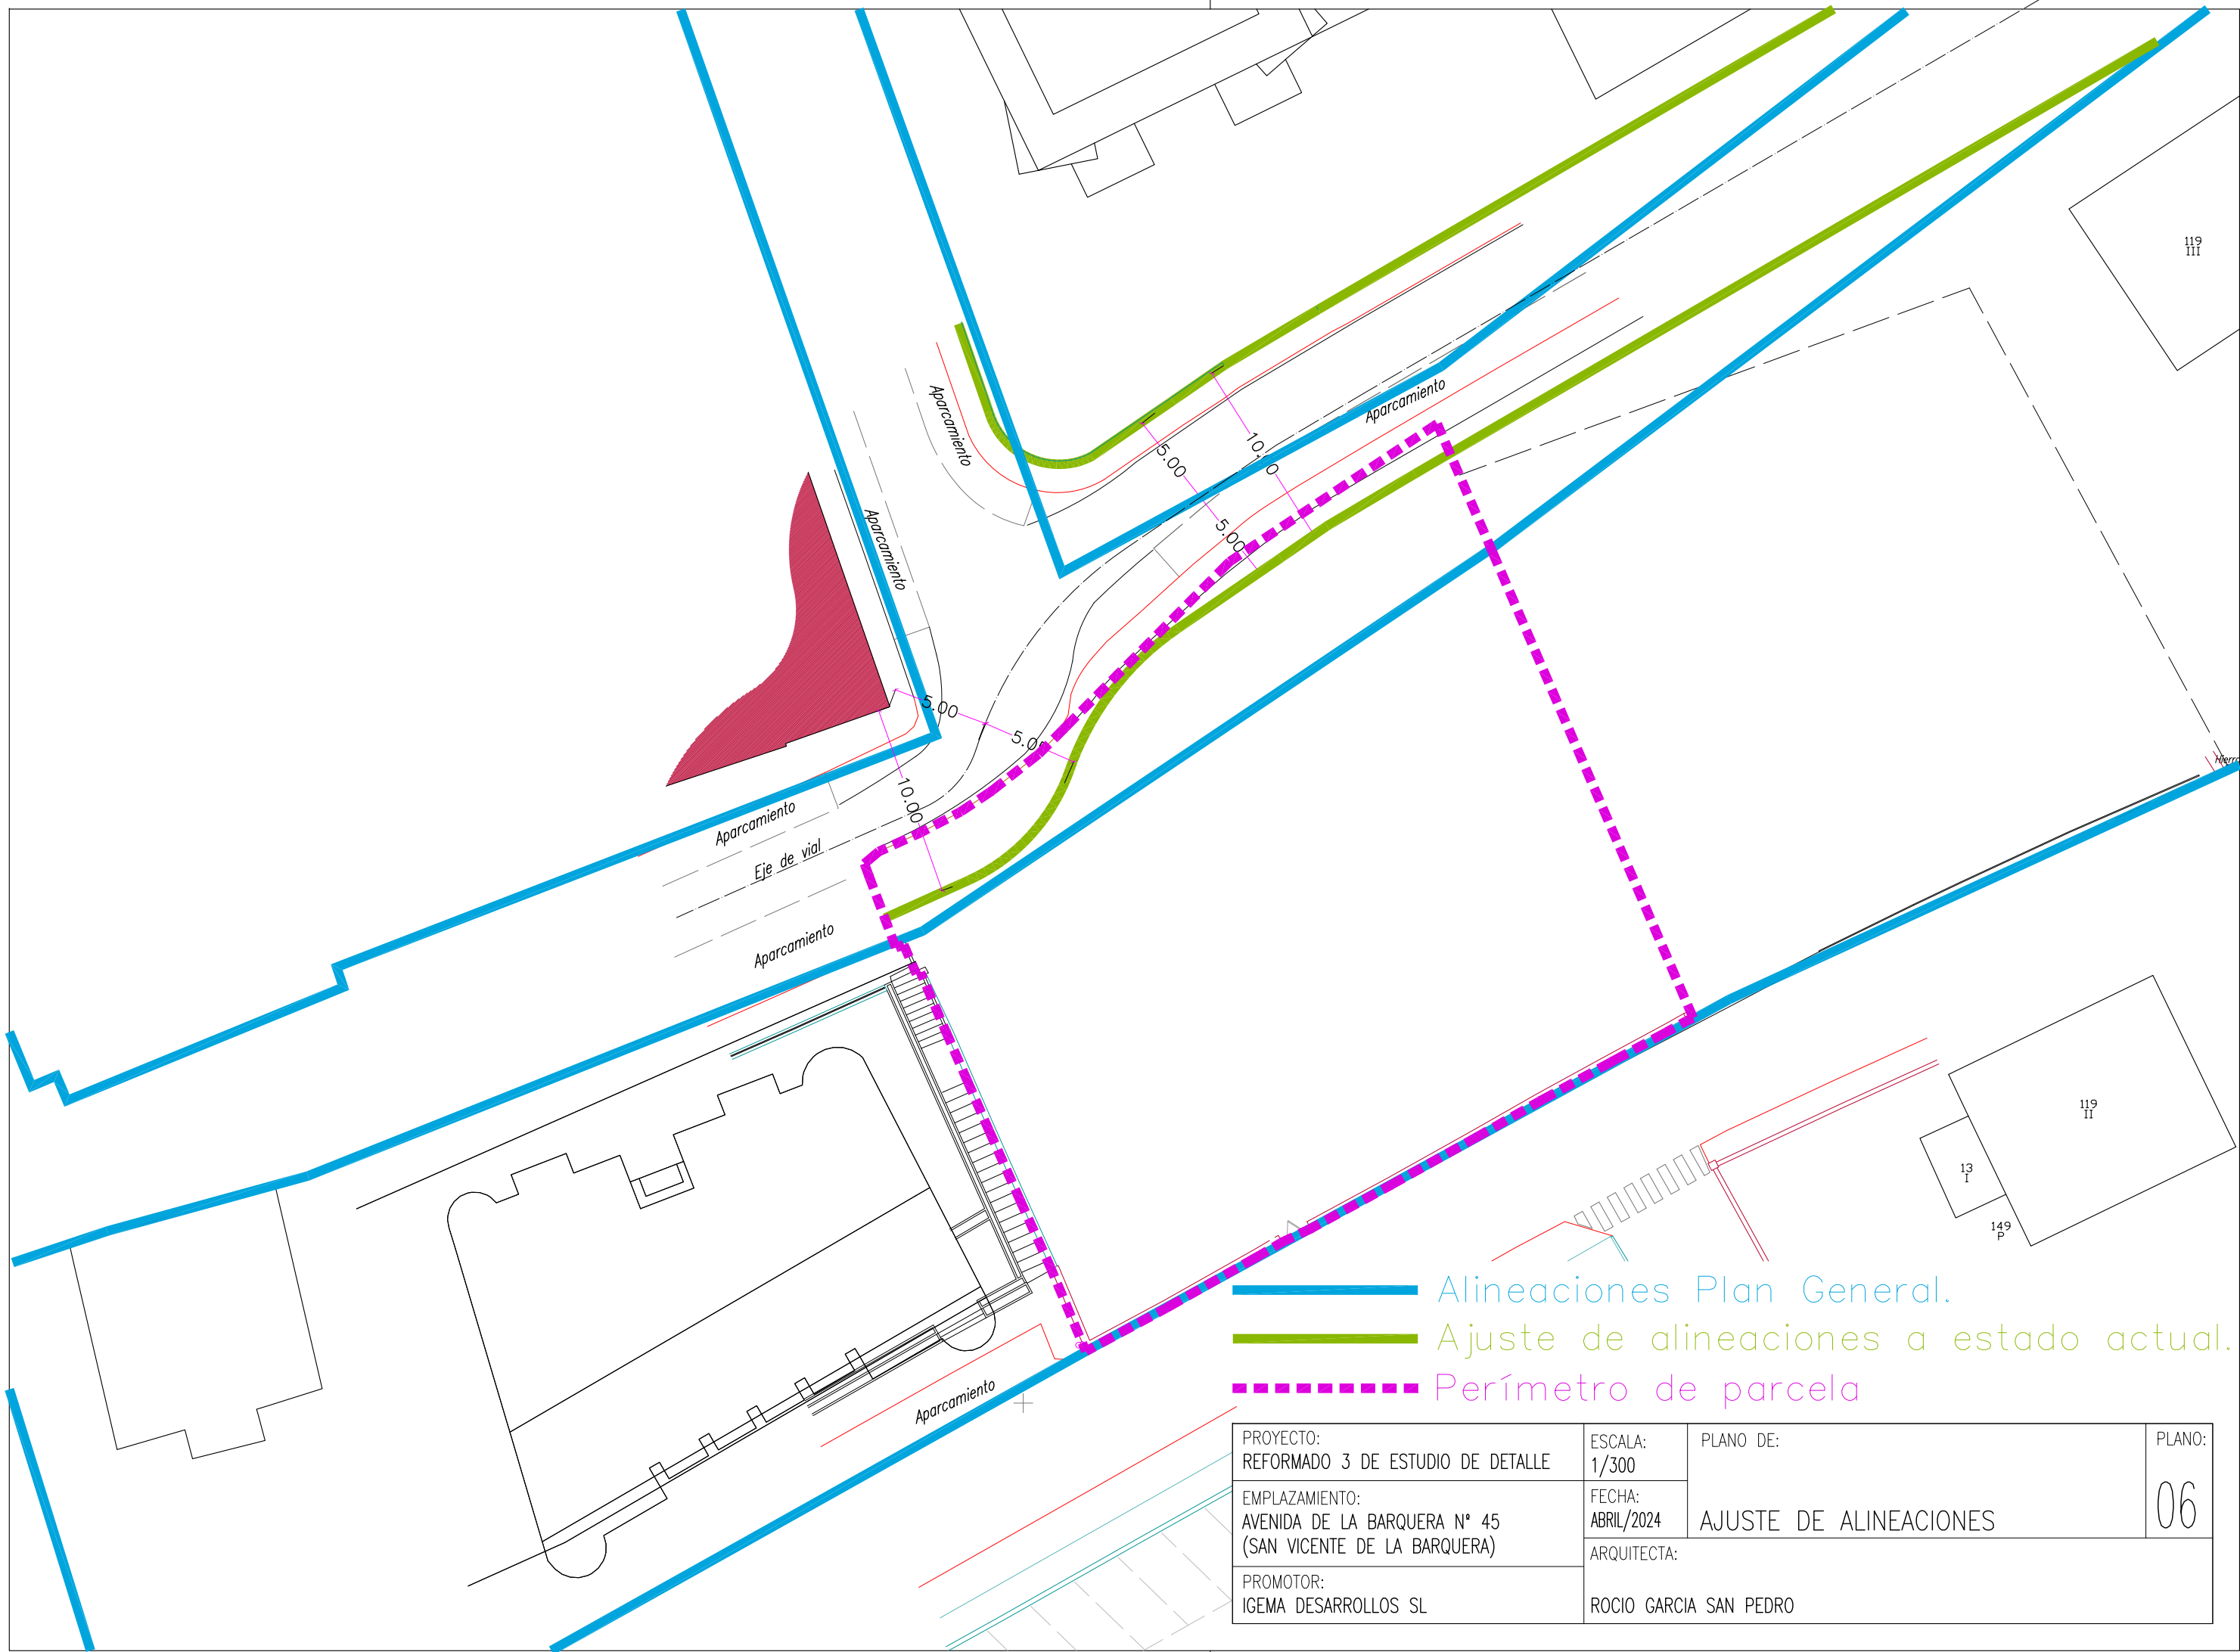 119
III
Aparcamiento
Aparcamiento
10.00
5.00
5.00
Aparcamiento
5.00
5.0
10.00
Hierro
Aparcamiento
Eje de vial
Aparcamiento
119
II
13
I
149
P
Aparcamiento
Alineaciones Plan General.
Ajuste de alineaciones a estado actual.
Perímetro de parcela
PROYECTO:
REFORMADO 3 DE ESTUDIO DE DETALLE
ESCALA:
1/300
PLANO DE:
AJUSTE DE ALINEACIONES
PLANO:
06
EMPLAZAMIENTO:
AVENIDA DE LA BARQUERA Nº 45
(SAN VICENTE DE LA BARQUERA)
FECHA:
ABRIL/2024
PROMOTOR:
IGEMA DESARROLLOS SL
ARQUITECTA:
ROCIO GARCIA SAN PEDRO